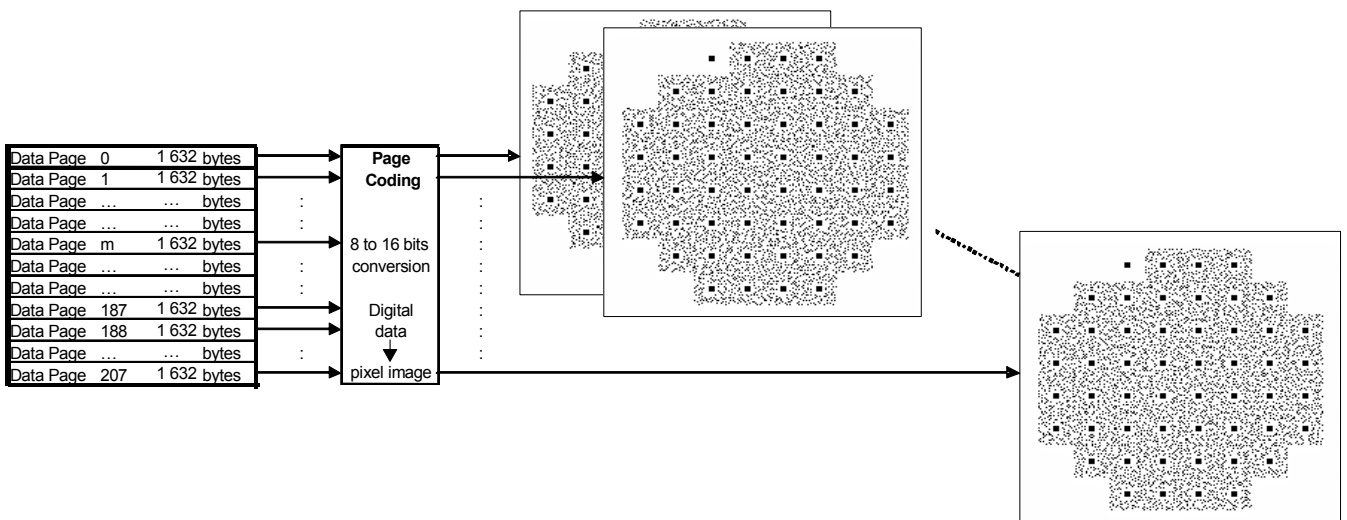 Data Page 0 1 632 bytes
Data Page 1 1 632 bytes
Data Page ... ... bytes
Data Page ... ... bytes
Data Page m 1 632 bytes
Data Page ... ... bytes
Data Page ... ... bytes
Data Page 187 1 632 bytes
Data Page 188 1 632 bytes
Data Page ... ... bytes
Data Page 207 1 632 bytes
Page
Coding
8 to 16 bits
conversion
Digital
data
pixel image